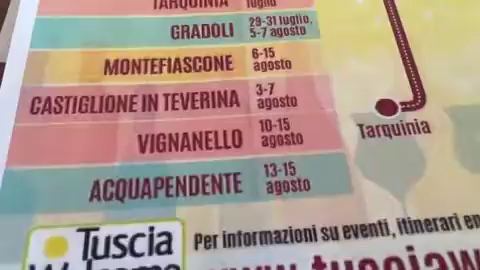 TARQUINIA luglio
GRADOLI 29-31 luglio,
5-7 agosto
MONTEFIASCONE 6-15
agosto
CASTIGLIONE IN TEVERINA 3-7
agosto
VIGNANELLO 10-15
agosto
ACQUAPENDENTE 13-15
agosto
Tarquinia
Tuscia
Welcome
Per informazioni su eventi, itinerari